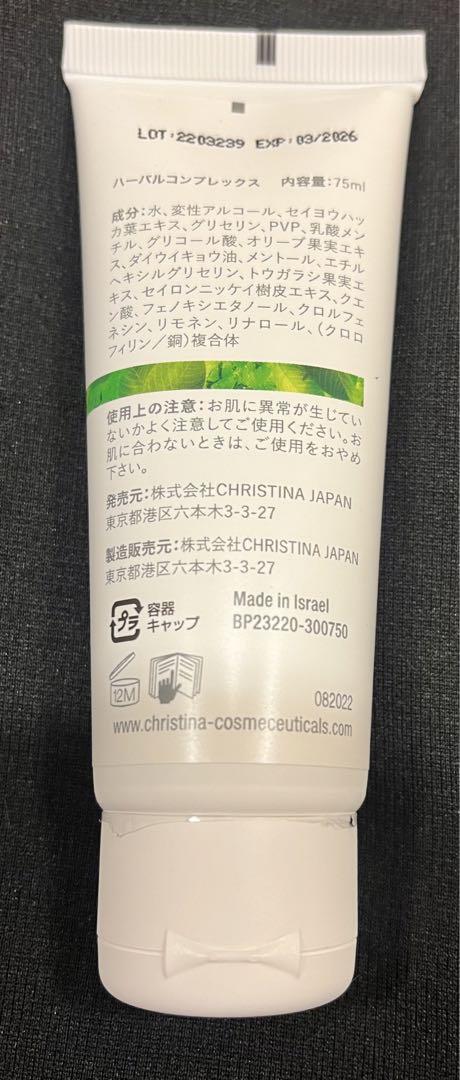 LOT:2203239 EXP:03/2026
ハーバルコンプレックス 内容量:75ml
成分:水、変性アルコール、セイヨウハッ
カ葉エキス、グリセリン、PVP、乳酸メン
チル、グリコール酸、オリーブ果実エキ
ス、ダイウイキョウ油、メントール、エチル
ヘキシルグリセリン、トウガラシ果実エ
キス、セイロンニッケイ樹皮エキス、クエ
ン酸、フェノキシエタノール、クロルフェ
ネシン、リモネン、リナロール、(クロロ
フィリン/銅)複合体
使用上の注意:お肌に異常が生じてい
ないかよく注意してご使用ください。お
肌に合わないときは、ご使用をおやめ
下さい。
発売元:株式会社CHRISTINA JAPAN
東京都港区六本木3-3-27
製造販売元:株式会社CHRISTINA JAPAN
東京都港区六本木3-3-27
プラ 容器
キャップ
Made in Israel
BP23220-300750
12M
082022
www.christina-cosmeceuticals.com